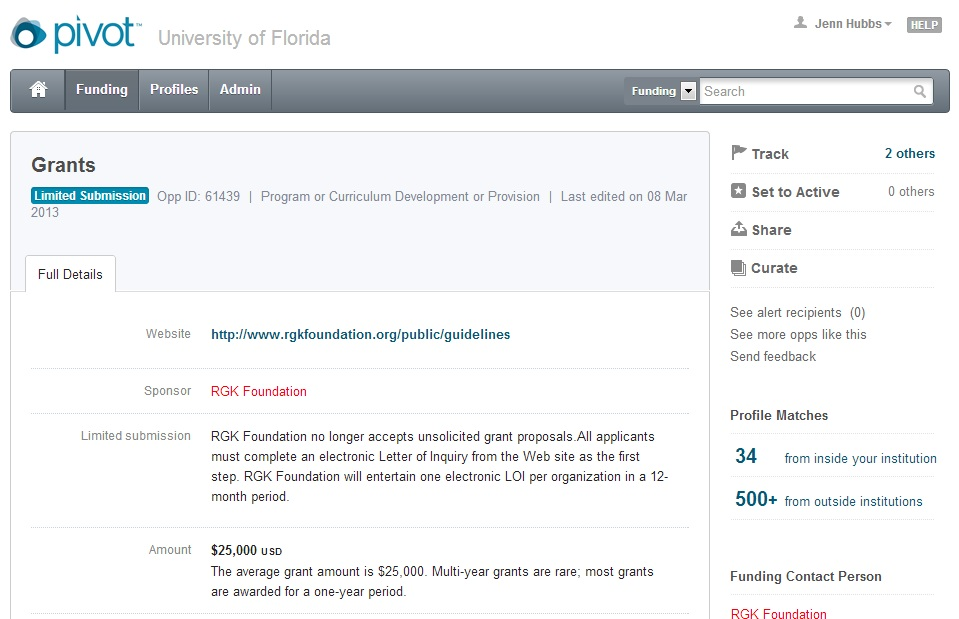 pivot™ University of Florida
Jenn Hubbs HELP
Funding Profiles Admin Funding Search
Grants
Limited Submission Opp ID: 61439 | Program or Curriculum Development or Provision | Last edited on 08 Mar
2013
Full Details
Website http://www.rgkfoundation.org/public/guidelines
Sponsor RGK Foundation
Limited submission RGK Foundation no longer accepts unsolicited grant proposals.All applicants
must complete an electronic Letter of Inquiry from the Web site as the first
step. RGK Foundation will entertain one electronic LOI per organization in a 12-
month period.
Amount $25,000 USD
The average grant amount is $25,000. Multi-year grants are rare; most grants
are awarded for a one-year period.
Track 2 others
Set to Active 0 others
Share
Curate
See alert recipients (0)
See more opps like this
Send feedback
Profile Matches
34 from inside your institution
500+ from outside institutions
Funding Contact Person
RGK Foundation